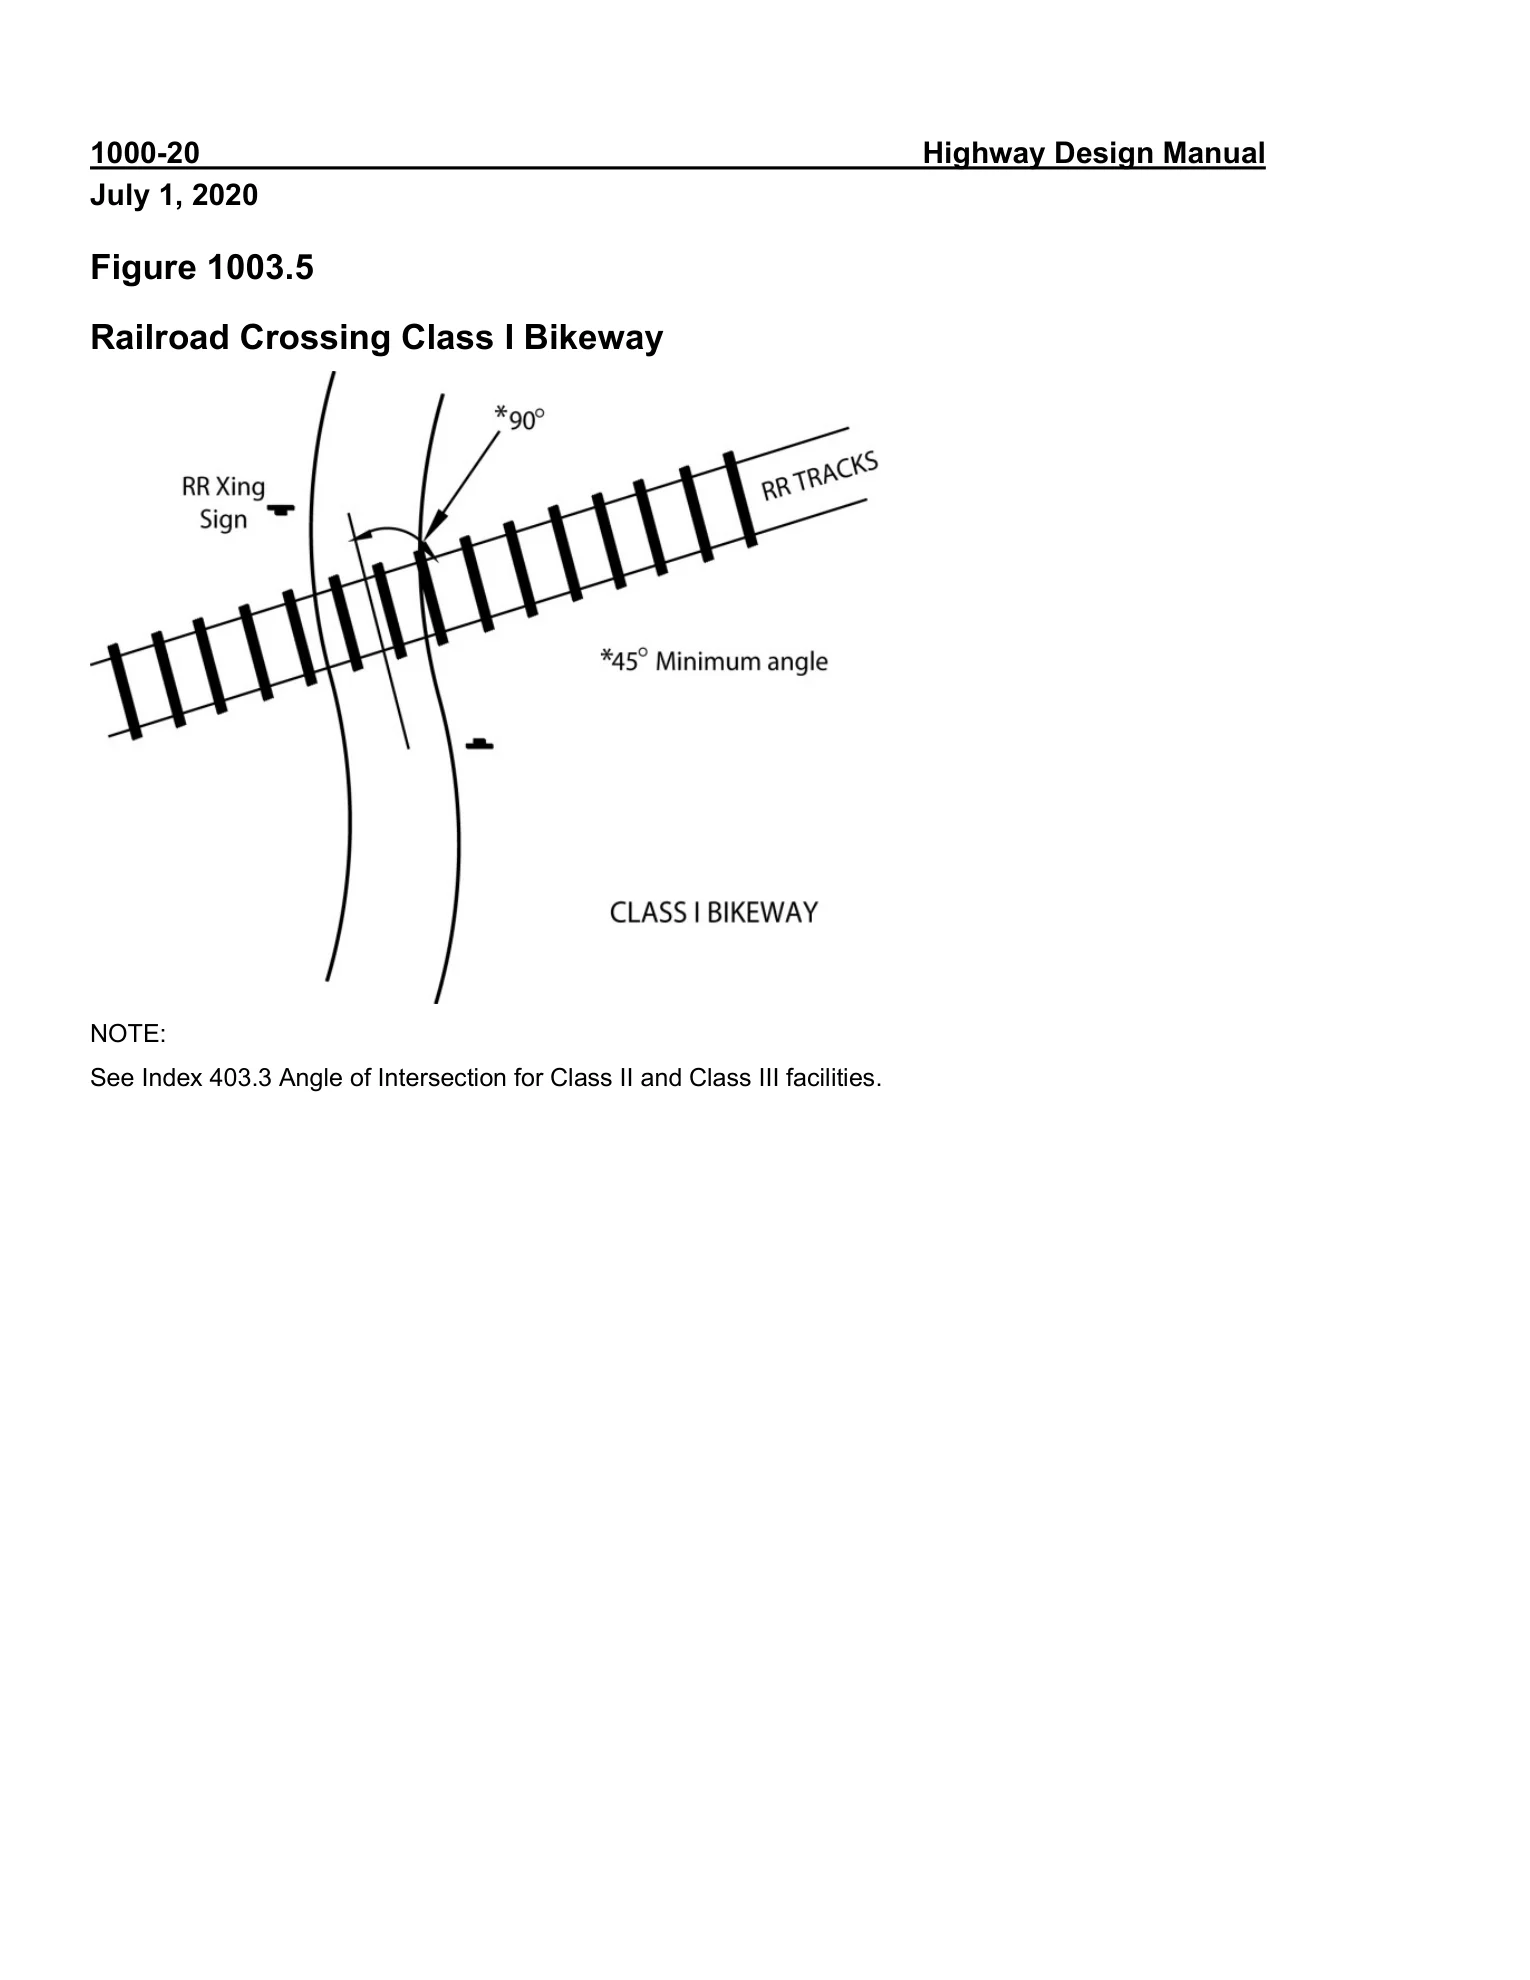 1000-20 Highway Design Manual
July 1, 2020
Figure 1003.5
Railroad Crossing Class I Bikeway
*90°
RR TRACKS
RR Xing
Sign
*45° Minimum angle
CLASS I BIKEWAY
NOTE:
See Index 403.3 Angle of Intersection for Class II and Class III facilities.